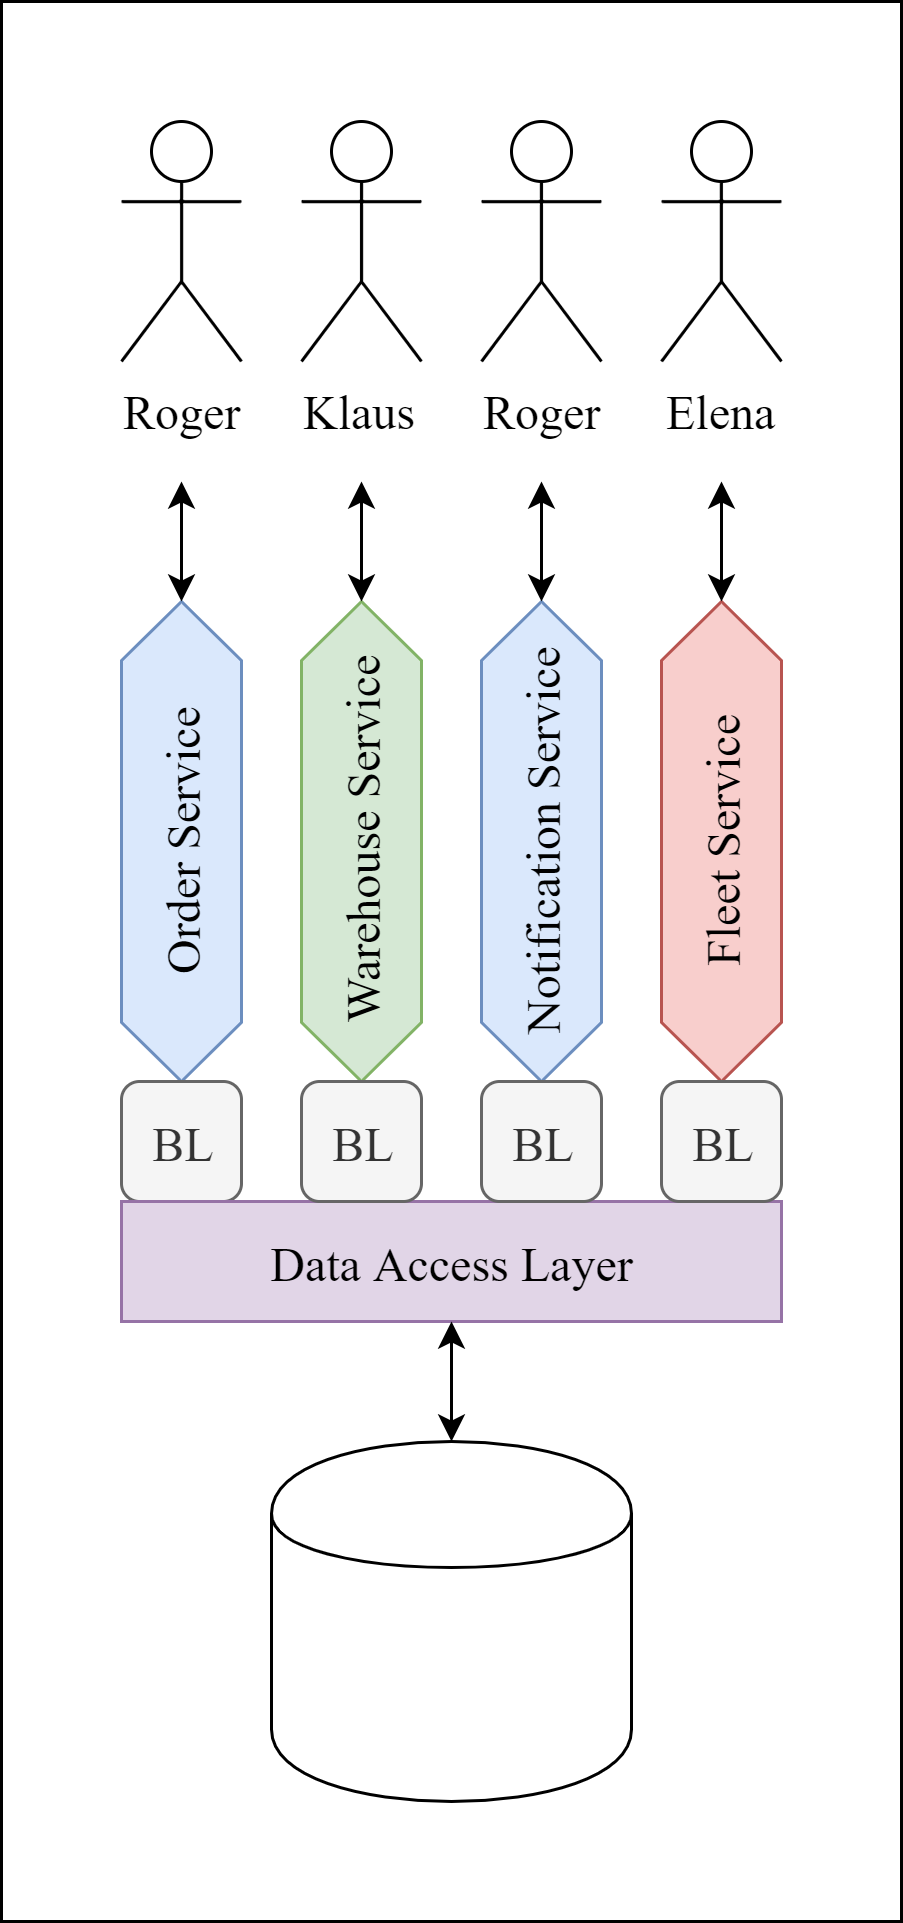 Roger
Klaus
Roger
Elena
Order Service
Warehouse Service
Notification Service
Fleet Service
BL
BL
BL
BL
Data Access Layer